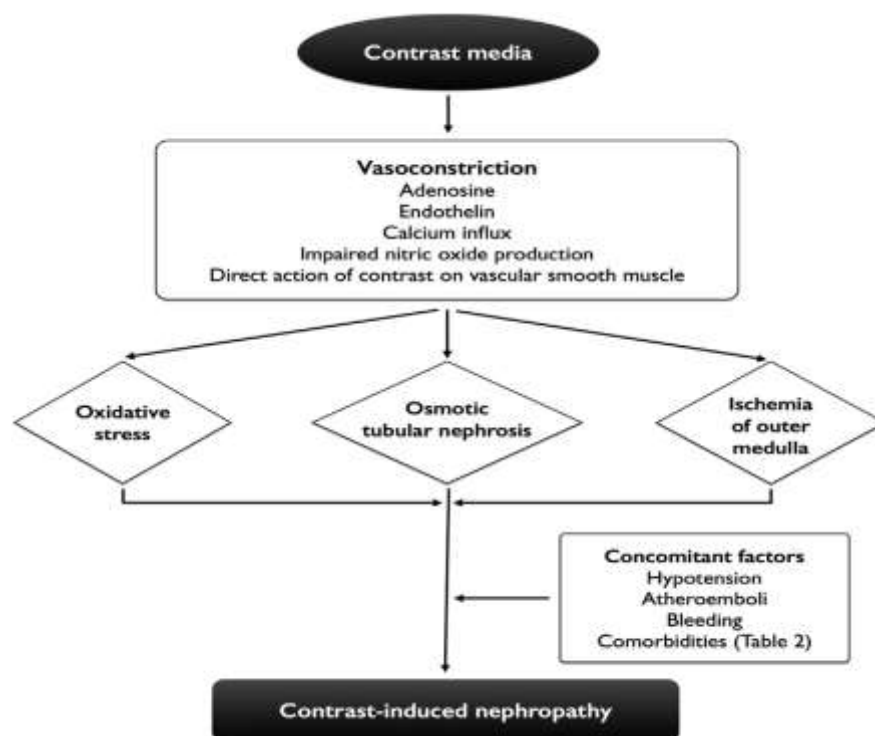 Contrast media
Vasoconstriction
Adenosine
Endothelin
Calcium influx
Impaired nitric oxide production
Direct action of contrast on vascular smooth muscle
Oxidative
stress
Osmotic
tubular nephrosis
Ischemia
of outer
medulla
Concomitant factors
Hypotension
Atheroemboli
Bleeding
Comorbidities (Table 2)
Contrast-induced nephropathy